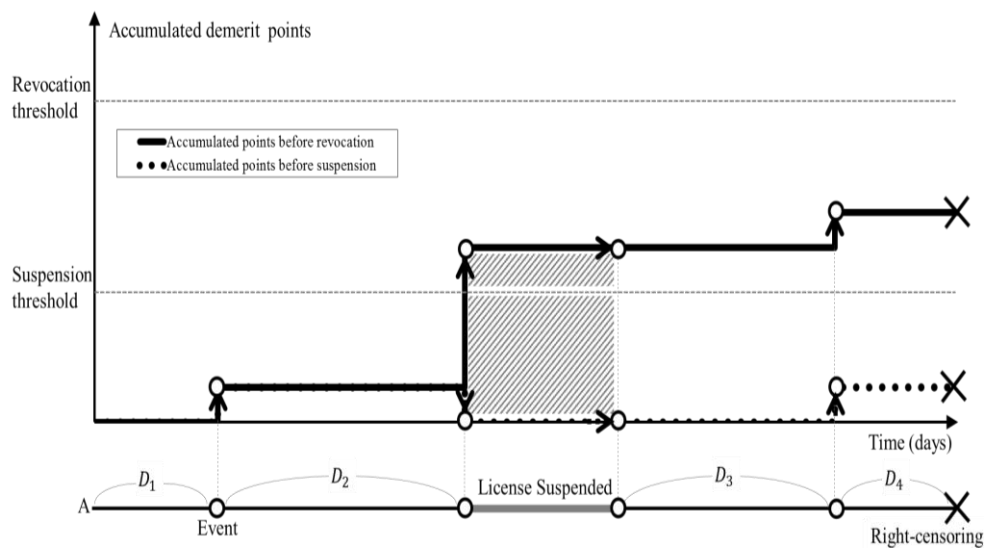 Accumulated demerit points
Revocation
threshold
Accumulated points before revocation
Accumulated points before suspension
Suspension
threshold
Time (days)
D1
D2
License Suspended
D3
D4
A
Event
Right-censoring